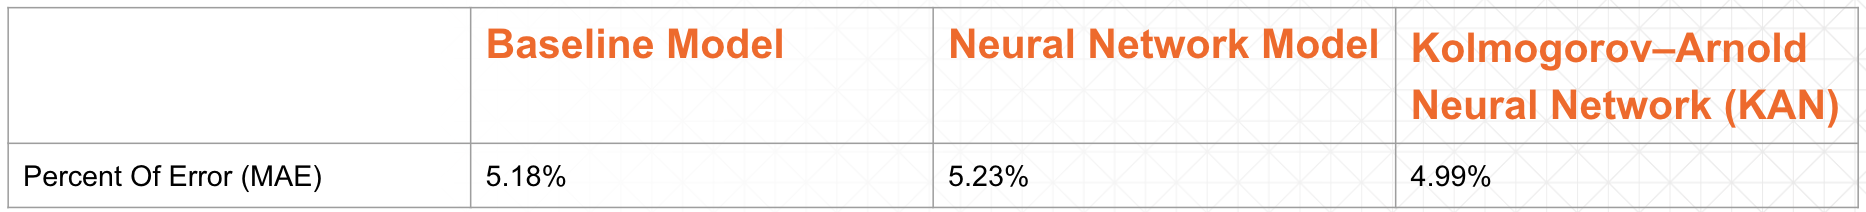 Baseline Model
Neural Network Model
Kolmogorov–Arnold
Neural Network (KAN)
Percent Of Error (MAE)
5.18%
5.23%
4.99%